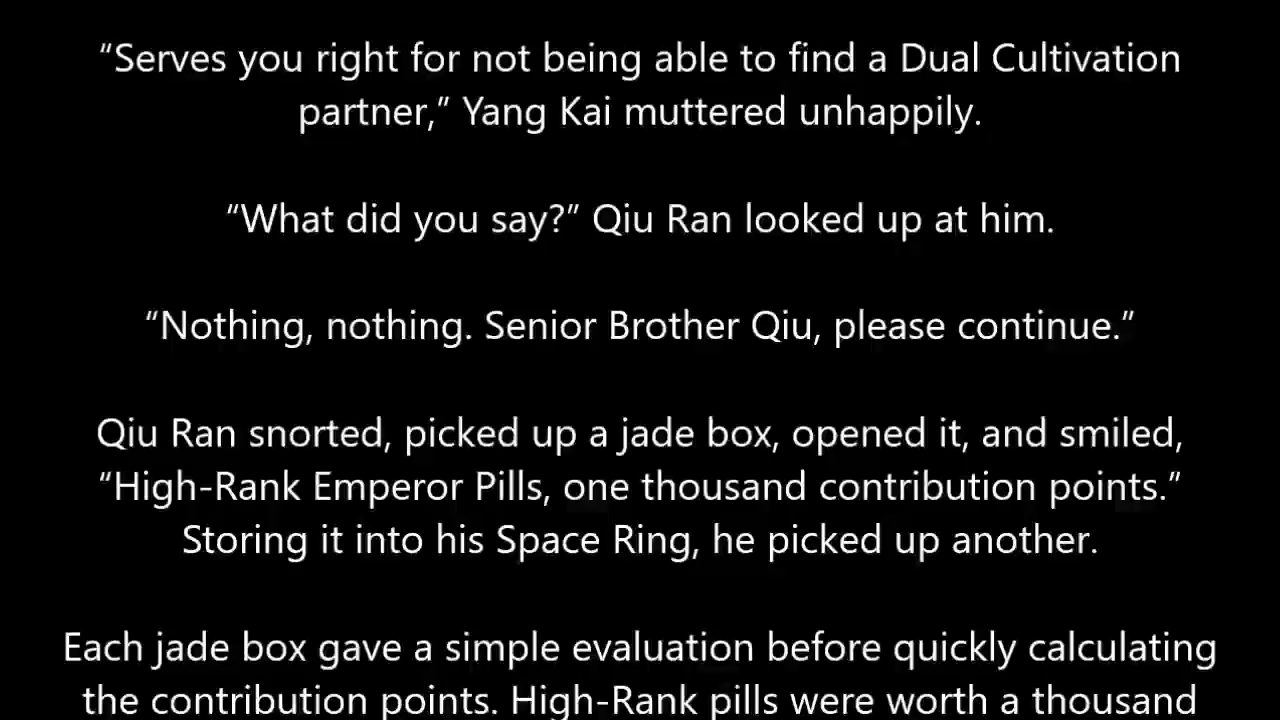 “Serves you right for not being able to find a Dual Cultivation
partner,” Yang Kai muttered unhappily.
“What did you say?” Qiu Ran looked up at him.
“Nothing, nothing. Senior Brother Qiu, please continue.”
Qiu Ran snorted, picked up a jade box, opened it, and smiled,
“High-Rank Emperor Pills, one thousand contribution points.”
Storing it into his Space Ring, he picked up another.
Each jade box gave a simple evaluation before quickly calculating
the contribution points. High-Rank pills were worth a thousand